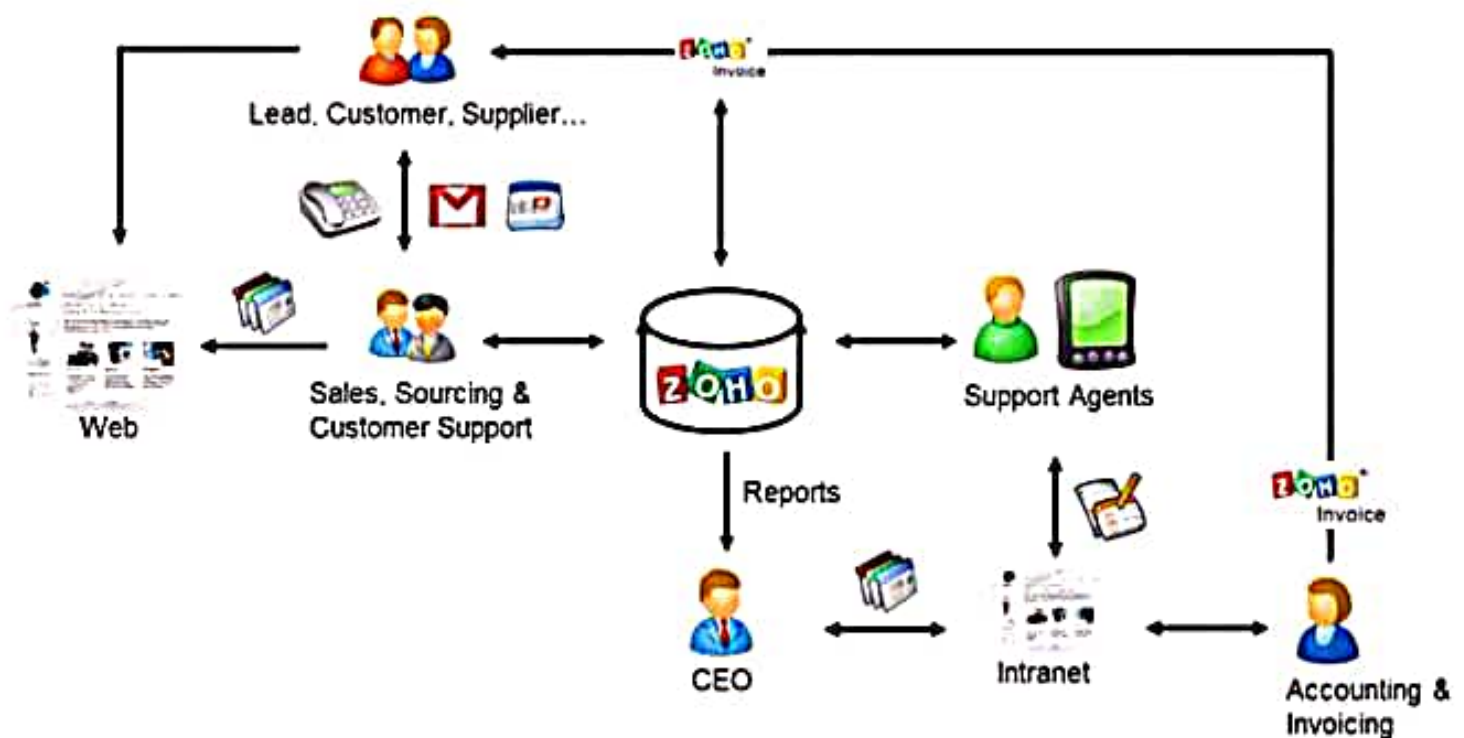 ZOHO
Invoice
Lead, Customer, Supplier...
Web
Sales, Sourcing &
Customer Support
ZOHO
Support Agents
Reports
ZOHO
Invoice
CEO
Intranet
Accounting &
Invoicing